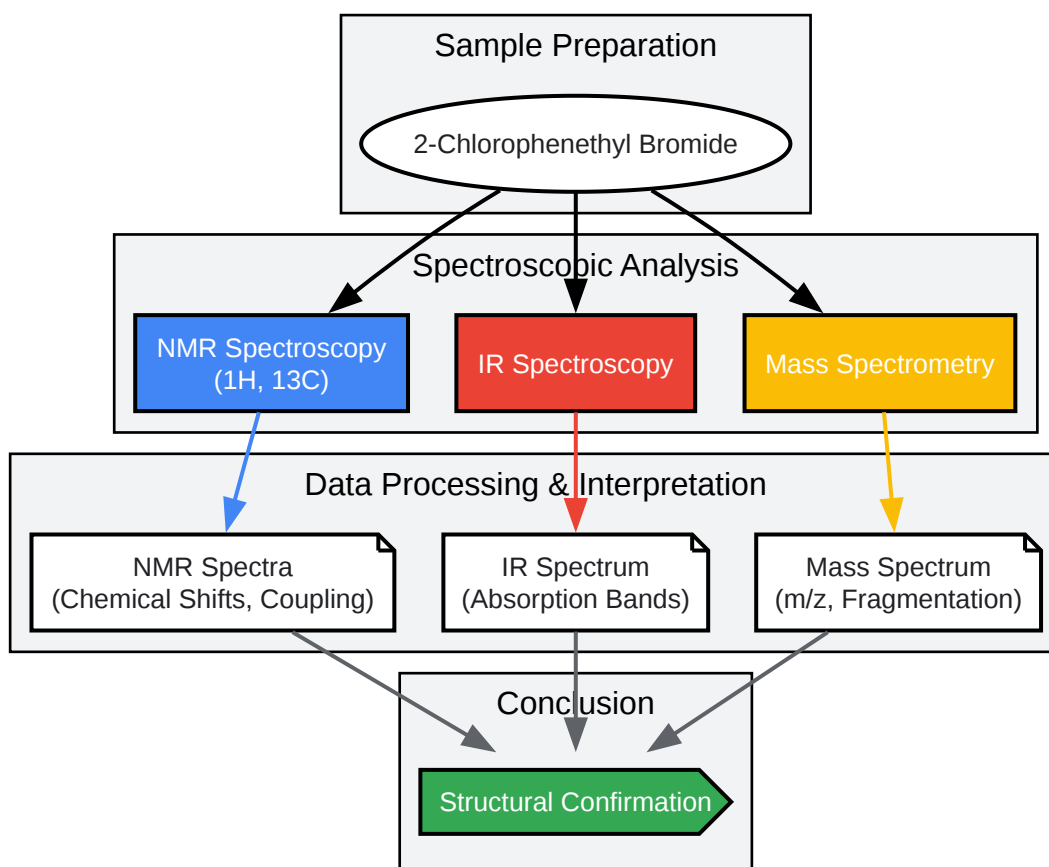 Sample Preparation
2-Chlorophenethyl Bromide
Spectroscopic Analysis
NMR Spectroscopy
(1H, 13C)
IR Spectroscopy
Mass Spectrometry
Data Processing & Interpretation
NMR Spectra
(Chemical Shifts, Coupling)
IR Spectrum
(Absorption Bands)
Mass Spectrum
(m/z, Fragmentation)
Conclusion
Structural Confirmation